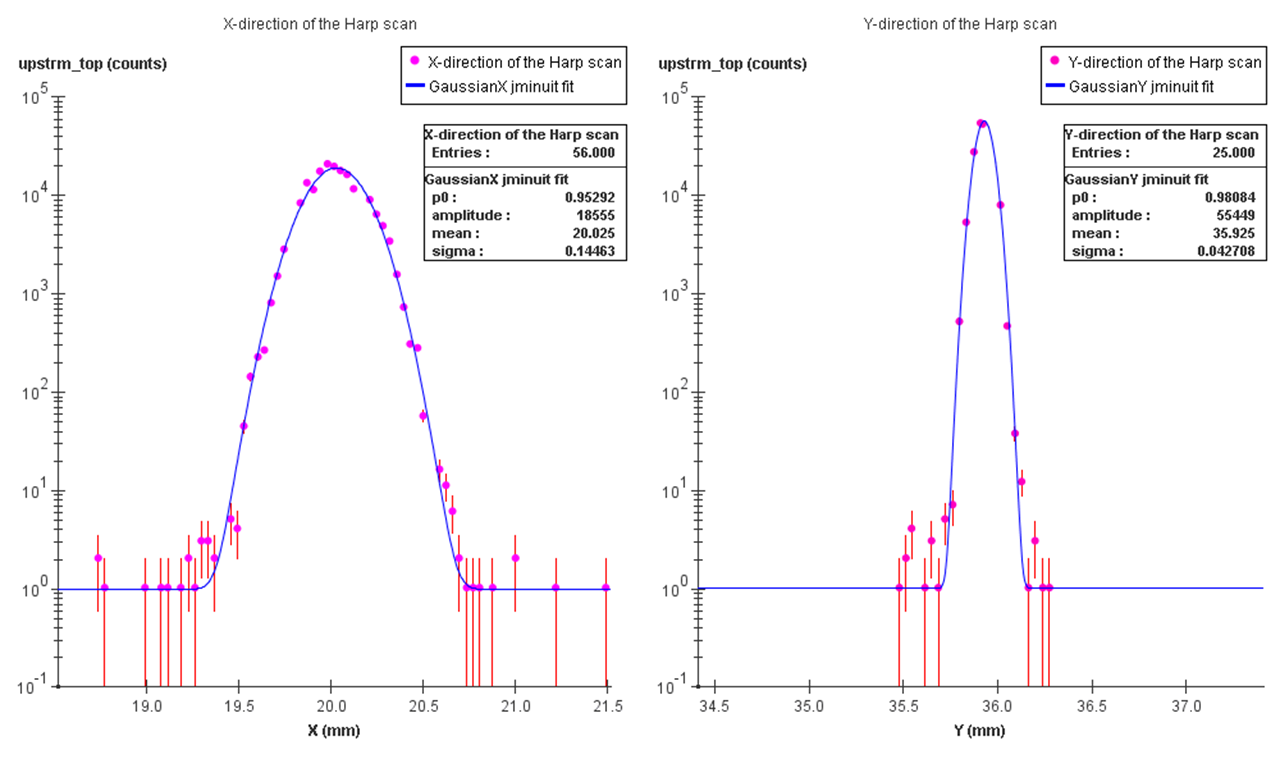 X-direction of the Harp scan
upstrm_top (counts)
X-direction of the Harp scan
GaussianX jminuit fit
X-direction of the Harp scan
Entries : 56.000
GaussianX jminuit fit
p0 : 0.95292
amplitude : 18555
mean : 20.025
sigma : 0.14463
10^5
10^4
10^3
10^2
10^1
10^0
10^-1
19.0 19.5 20.0 20.5 21.0 21.5
X (mm)
Y-direction of the Harp scan
upstrm_top (counts)
Y-direction of the Harp scan
GaussianY jminuit fit
Y-direction of the Harp scan
Entries : 25.000
GaussianY jminuit fit
p0 : 0.98084
amplitude : 55449
mean : 35.925
sigma : 0.042708
10^5
10^4
10^3
10^2
10^1
10^0
10^-1
34.5 35.0 35.5 36.0 36.5 37.0
Y (mm)